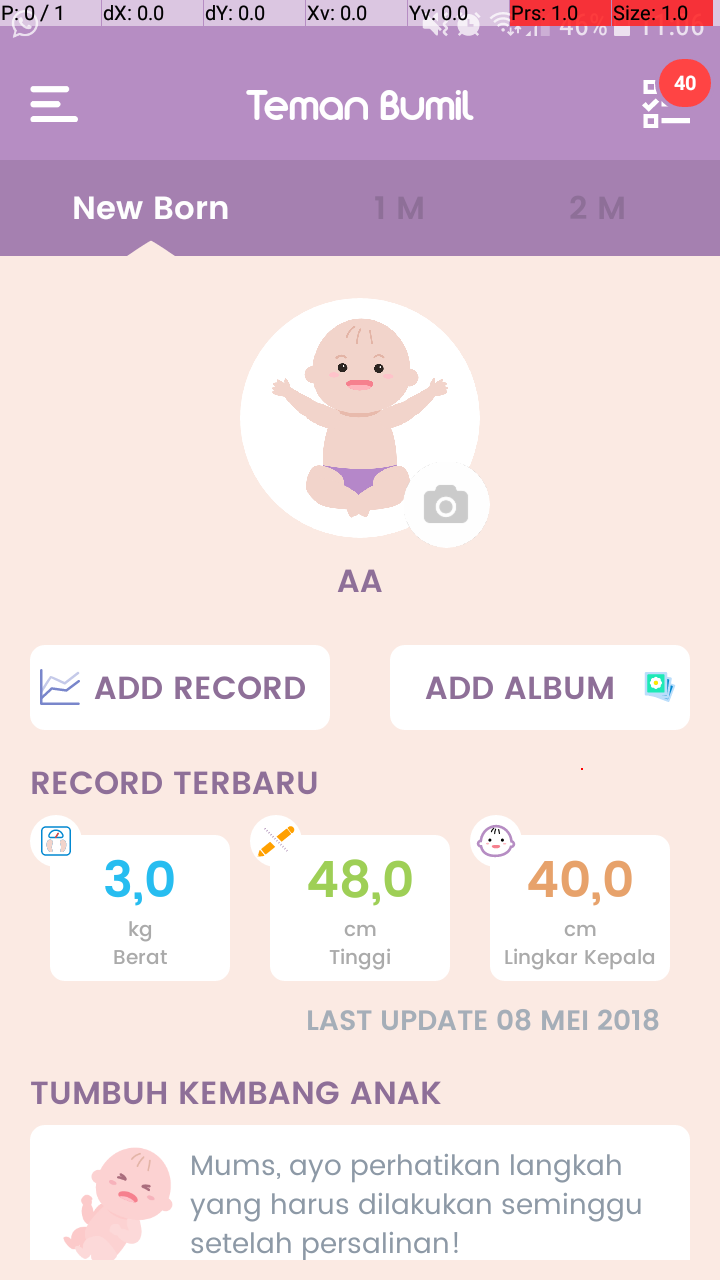 P: 0 / 1 dX: 0.0 dY: 0.0 Xv: 0.0 Yv: 0.0 Prs: 1.0 Size: 1.0
46% 11:06
Teman Bumil 40
New Born 1 M 2 M
AA
ADD RECORD ADD ALBUM
RECORD TERBARU
3,0 48,0 40,0
kg cm cm
Berat Tinggi Lingkar Kepala
LAST UPDATE 08 MEI 2018
TUMBUH KEMBANG ANAK
Mums, ayo perhatikan langkah
yang harus dilakukan seminggu
setelah persalinan!